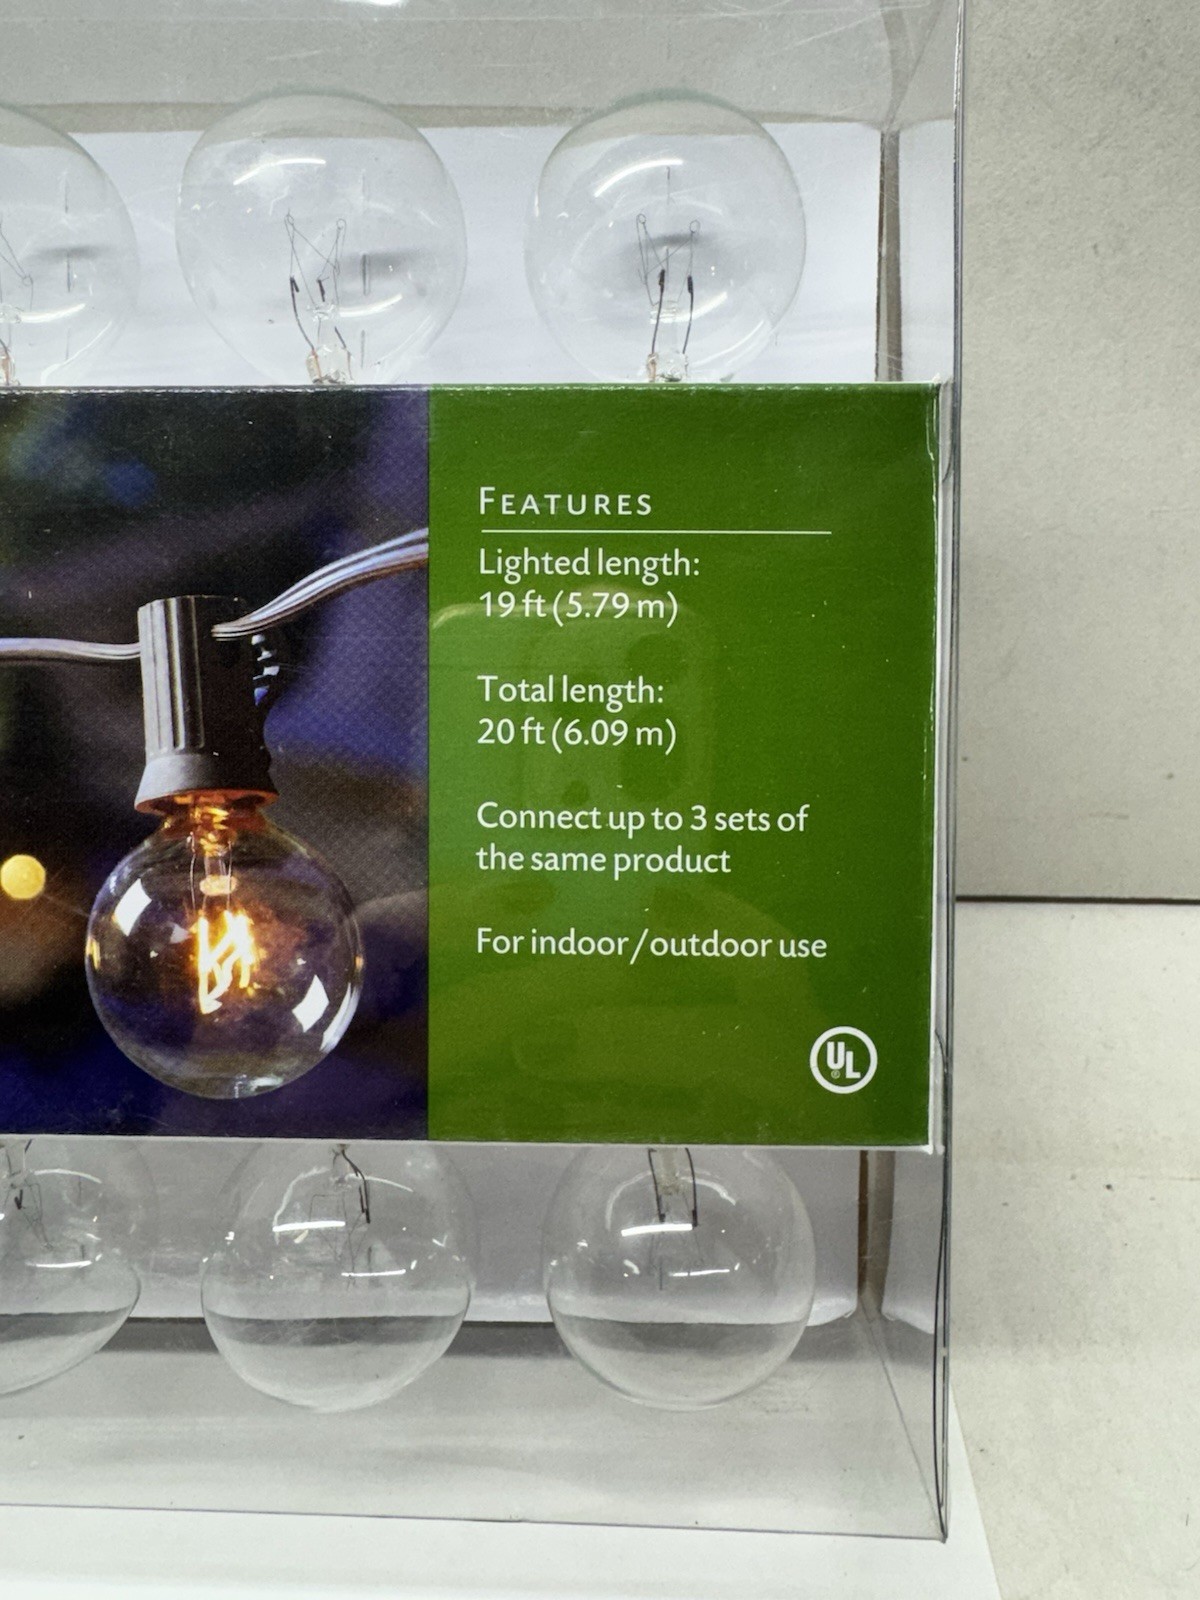 FEATURES
Lighted length:
19 ft (5.79 m)
Total length:
20 ft (6.09 m)
Connect up to 3 sets of
the same product
For indoor/outdoor use
UL
®